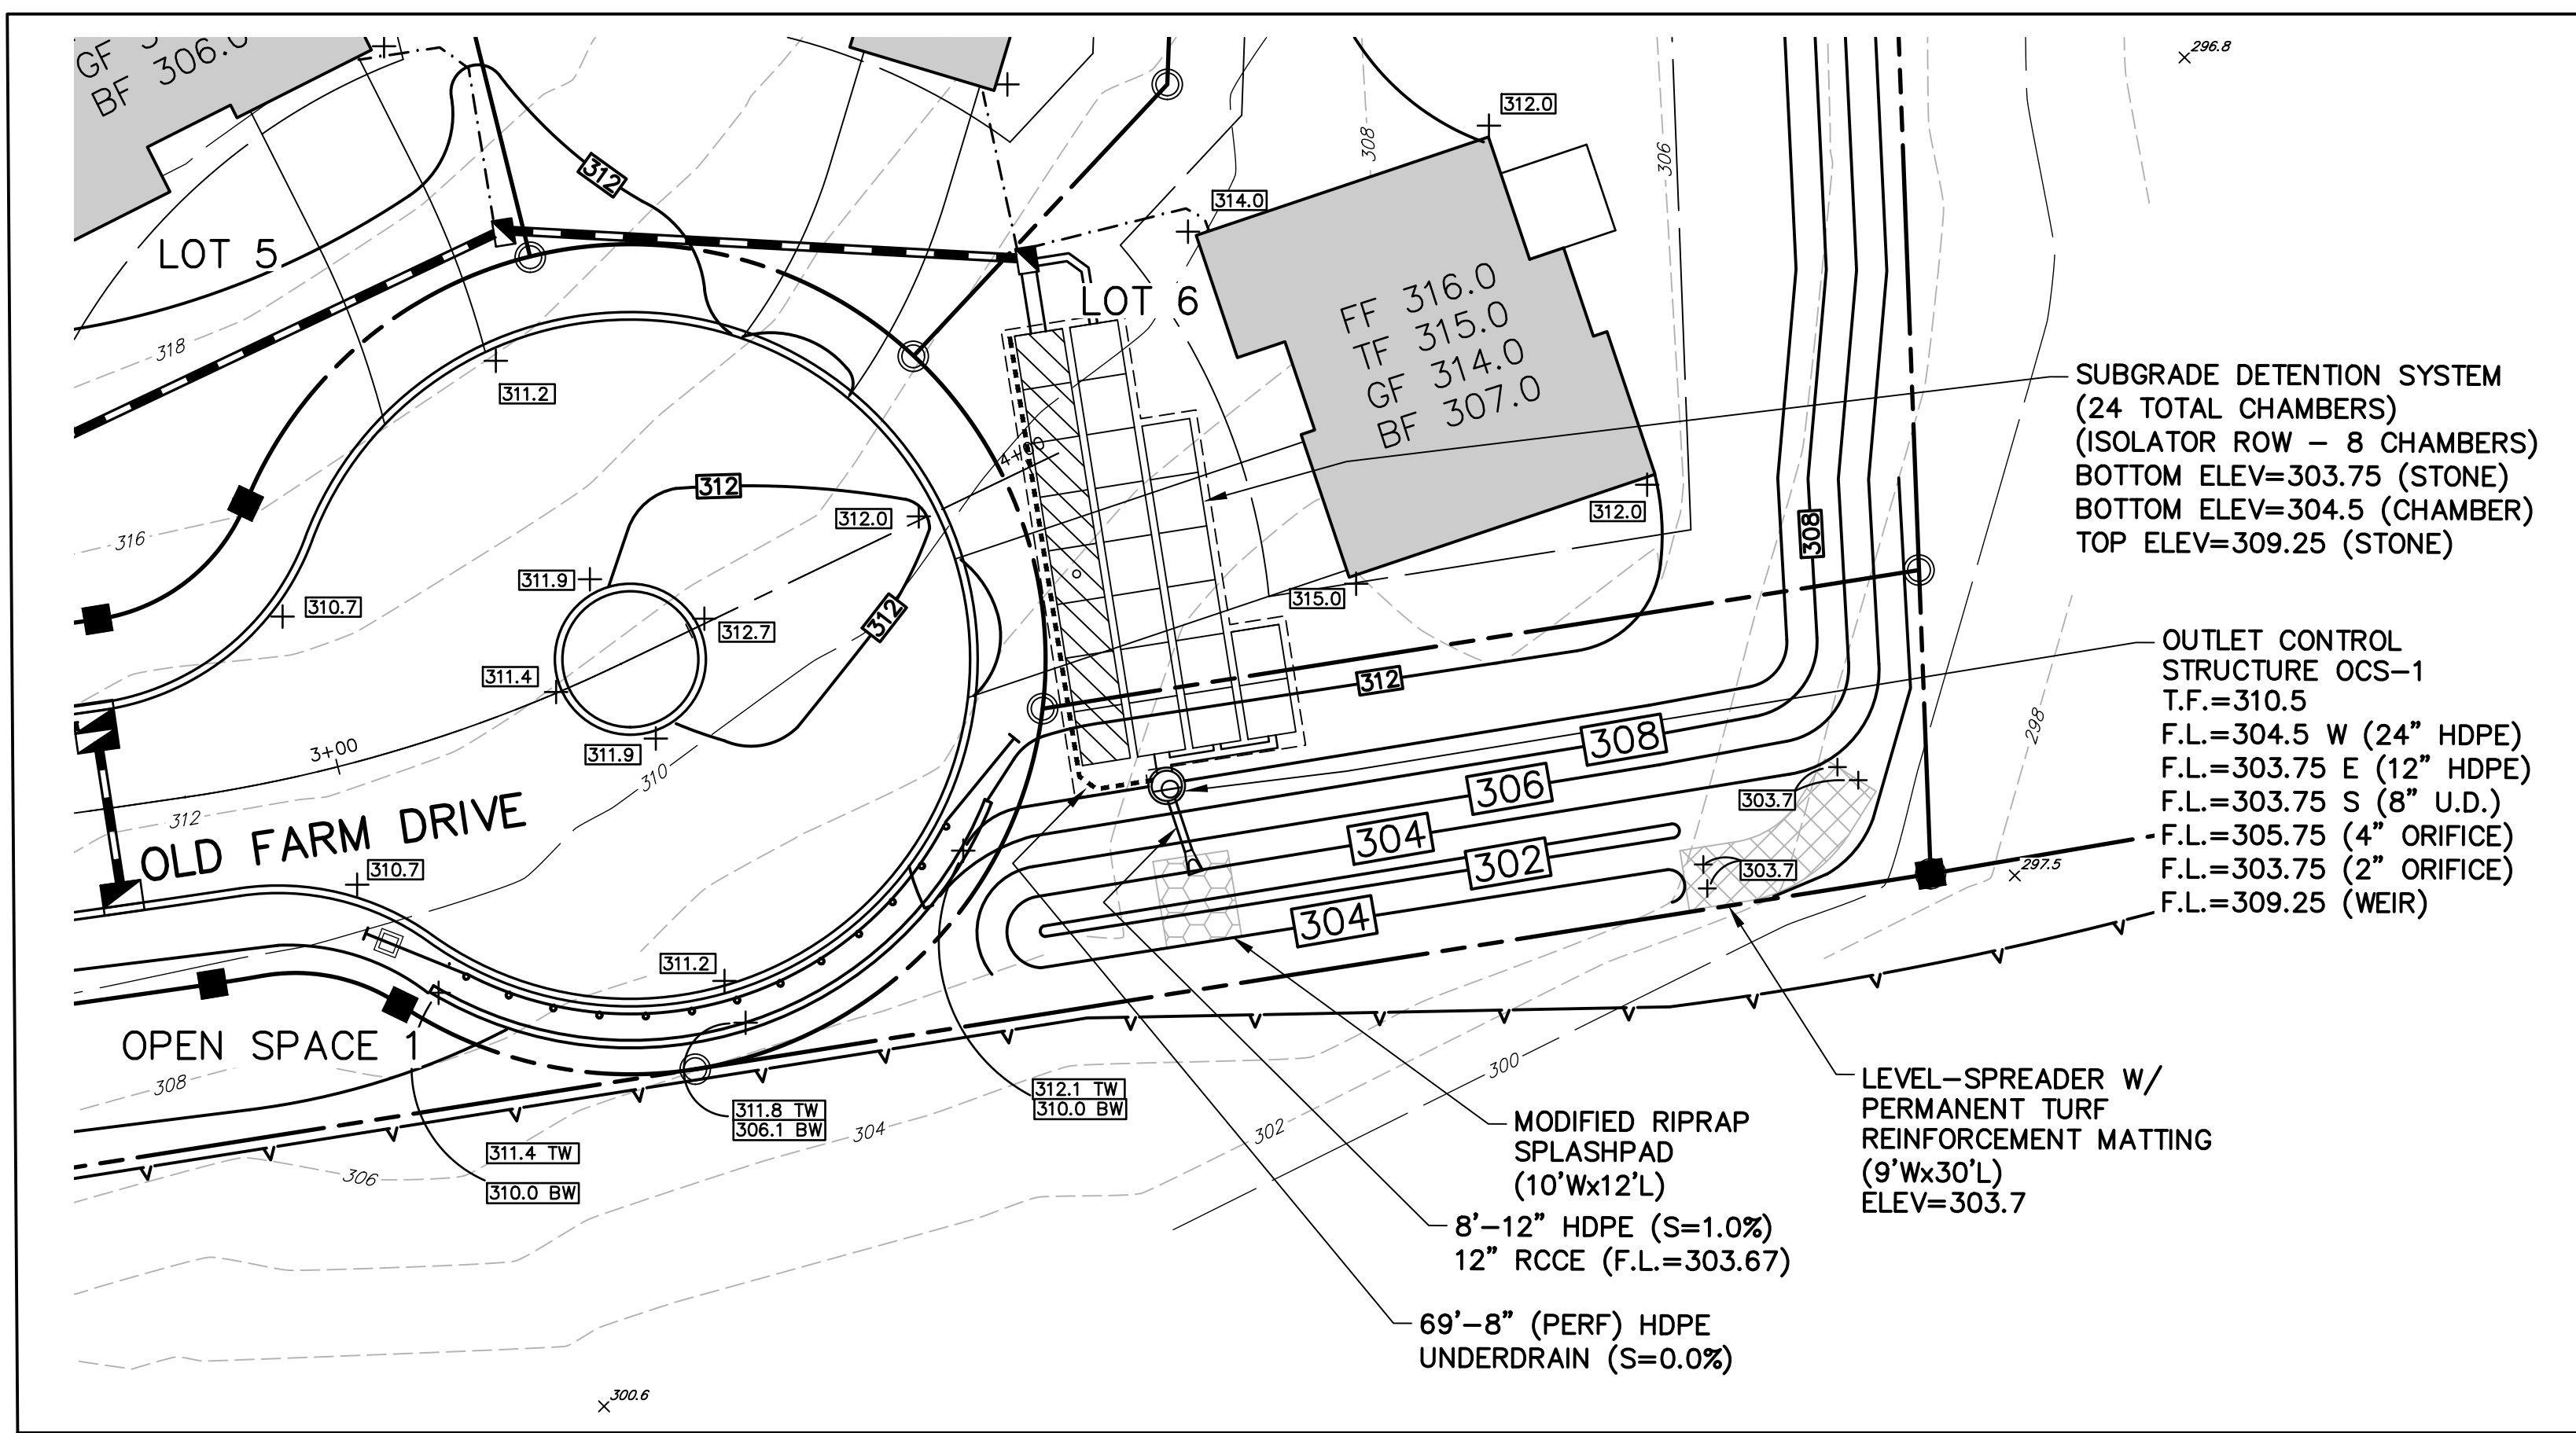 GF
BF 306.0
296.8
312.0
312
308
306
314.0
LOT 5
LOT 6
FF 316.0
TF 315.0
GF 314.0
BF 307.0
318
311.2
SUBGRADE DETENTION SYSTEM
(24 TOTAL CHAMBERS)
(ISOLATOR ROW – 8 CHAMBERS)
BOTTOM ELEV=303.75 (STONE)
BOTTOM ELEV=304.5 (CHAMBER)
TOP ELEV=309.25 (STONE)
4+00
312
312.0
312.0
308
316
311.9
310.7
315.0
312
312.7
311.4
312
OUTLET CONTROL
STRUCTURE OCS–1
T.F.=310.5
F.L.=304.5 W (24" HDPE)
F.L.=303.75 E (12" HDPE)
F.L.=303.75 S (8" U.D.)
F.L.=305.75 (4" ORIFICE)
F.L.=303.75 (2" ORIFICE)
F.L.=309.25 (WEIR)
298
308
311.9
3+00
310
306
303.7
312
OLD FARM DRIVE
304
302
303.7
297.5
310.7
304
311.2
OPEN SPACE 1
308
300
312.1 TW
310.0 BW
311.8 TW
306.1 BW
304
302
311.4 TW
310.0 BW
306
LEVEL–SPREADER W/
PERMANENT TURF
REINFORCEMENT MATTING
(9'Wx30'L)
ELEV=303.7
MODIFIED RIPRAP
SPLASHPAD
(10'Wx12'L)
8'–12" HDPE (S=1.0%)
12" RCCE (F.L.=303.67)
69'–8" (PERF) HDPE
UNDERDRAIN (S=0.0%)
300.6